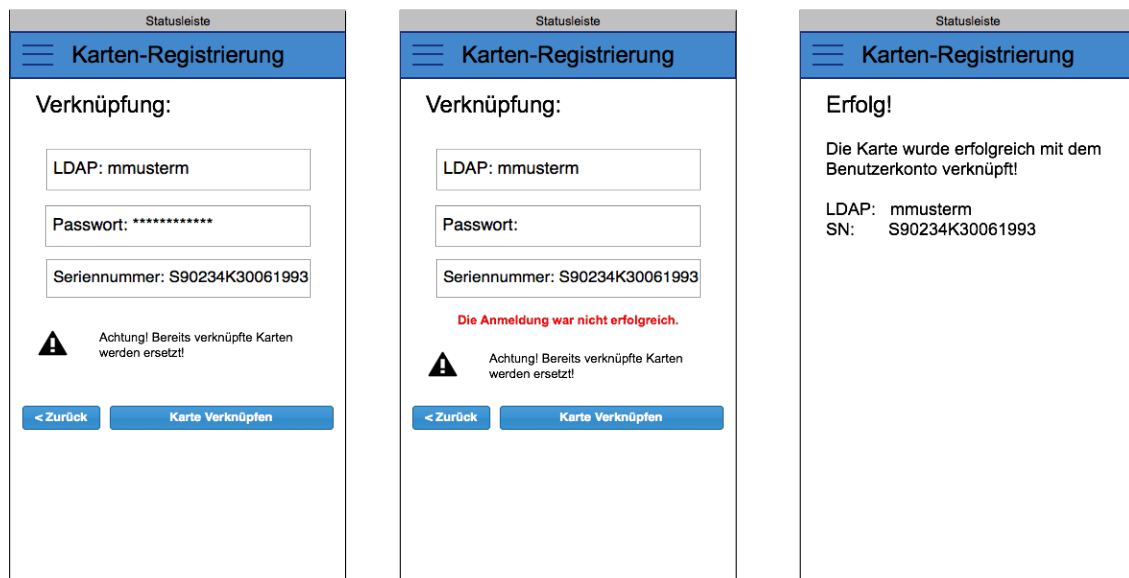 Statusleiste
Karten-Registrierung
Verknüpfung:
LDAP: mmusterm
Passwort: ************
Seriennummer: S90234K30061993
Achtung! Bereits verknüpfte Karten
werden ersetzt!
< Zurück
Karte Verknüpfen
Statusleiste
Karten-Registrierung
Verknüpfung:
LDAP: mmusterm
Passwort:
Seriennummer: S90234K30061993
Die Anmeldung war nicht erfolgreich.
Achtung! Bereits verknüpfte Karten
werden ersetzt!
< Zurück
Karte Verknüpfen
Statusleiste
Karten-Registrierung
Erfolg!
Die Karte wurde erfolgreich mit dem
Benutzerkonto verknüpft!
LDAP: mmusterm
SN: S90234K30061993